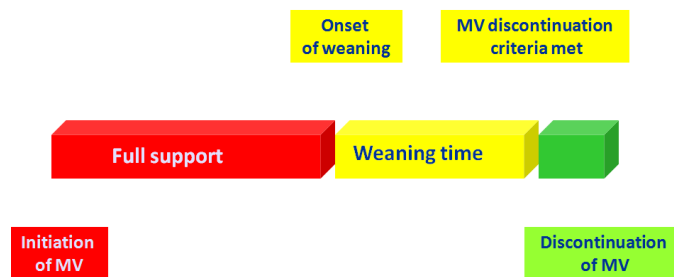 Onset
of weaning
MV discontinuation
criteria met
Full support
Weaning time
Initiation
of MV
Discontinuation
of MV